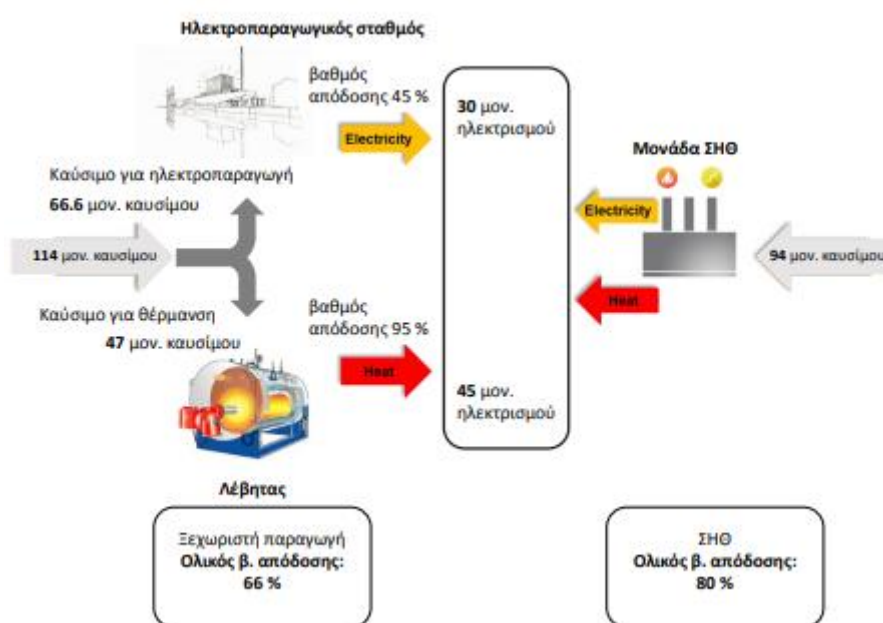 Ηλεκτροπαραγωγικός σταθμός
βαθμός
απόδοσης 45 %
Electricity
30 μον.
ηλεκτρισμού
Μονάδα ΣΗΘ
Καύσιμο για ηλεκτροπαραγωγή
66.6 μον. καυσίμου
Electricity
114 μον. καυσίμου
94 μον. καυσίμου
Heat
Καύσιμο για θέρμανση
47 μον. καυσίμου
βαθμός
απόδοσης 95 %
Heat
45 μον.
ηλεκτρισμού
Λέβητας
Ξεχωριστή παραγωγή
Ολικός β. απόδοσης:
66 %
ΣΗΘ
Ολικός β. απόδοσης:
80 %